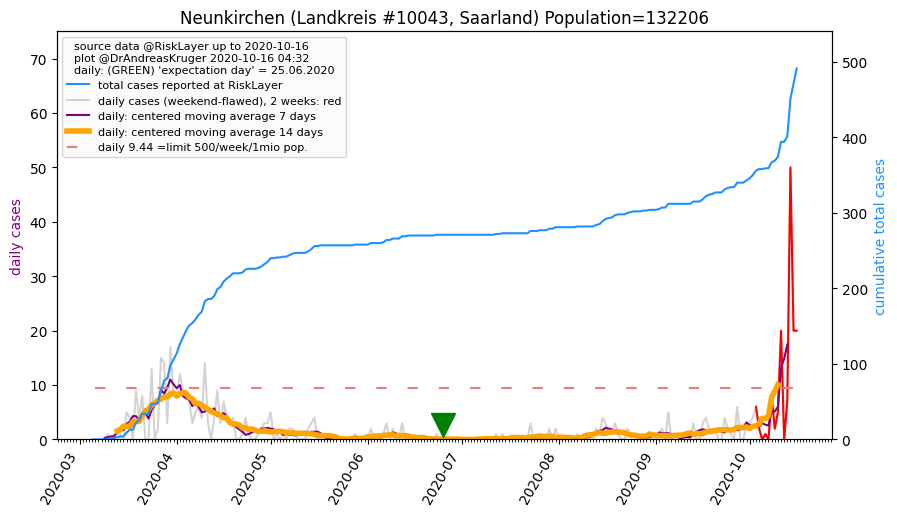 Neunkirchen (Landkreis #10043, Saarland) Population=132206
source data @RiskLayer up to 2020-10-16
plot @DrAndreasKruger 2020-10-16 04:32
daily: (GREEN) 'expectation day' = 25.06.2020
total cases reported at RiskLayer
daily cases (weekend-flawed), 2 weeks: red
daily: centered moving average 7 days
daily: centered moving average 14 days
daily 9.44 =limit 500/week/1mio pop.
daily cases
70
60
50
40
30
20
10
0
cumulative total cases
500
400
300
200
100
0
2020-03
2020-04
2020-05
2020-06
2020-07
2020-08
2020-09
2020-10